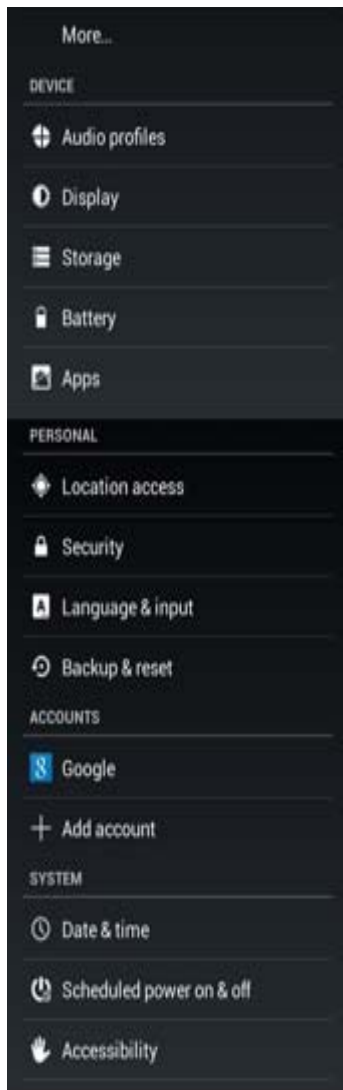 More...
DEVICE
Audio profiles
Display
Storage
Battery
Apps
PERSONAL
Location access
Security
A Language & input
Backup & reset
ACCOUNTS
8 Google
Add account
SYSTEM
Date & time
Scheduled power on & off
Accessibility